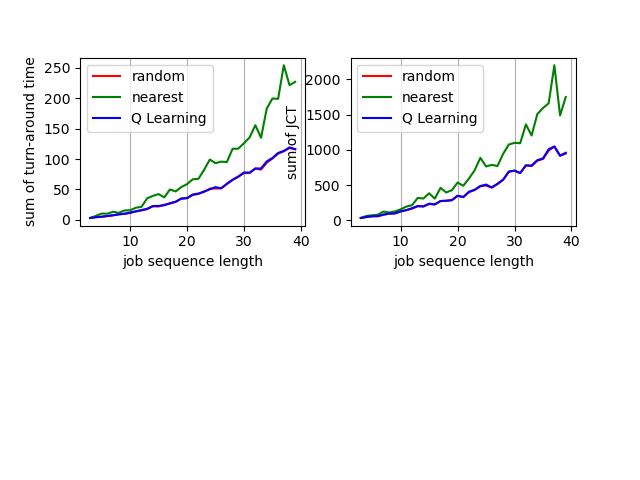 sum of turn-around time
250
200
150
100
50
0
random
nearest
Q Learning
10
20
30
40
job sequence length
sum of JCT
2000
1500
1000
500
0
random
nearest
Q Learning
10
20
30
40
job sequence length